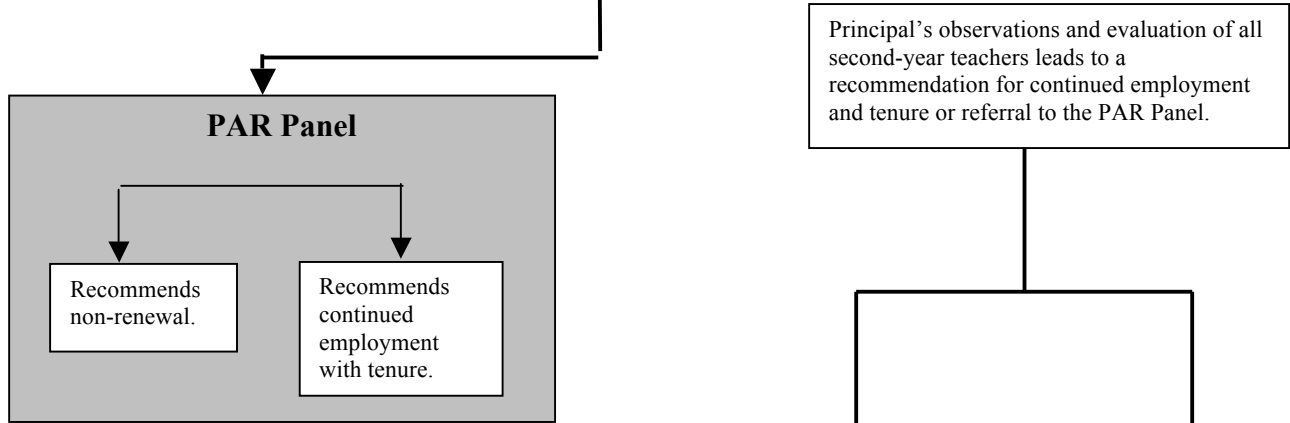 PAR Panel
Recommends
non-renewal.
Recommends
continued
employment
with tenure.
Principal’s observations and evaluation of all
second-year teachers leads to a
recommendation for continued employment
and tenure or referral to the PAR Panel.